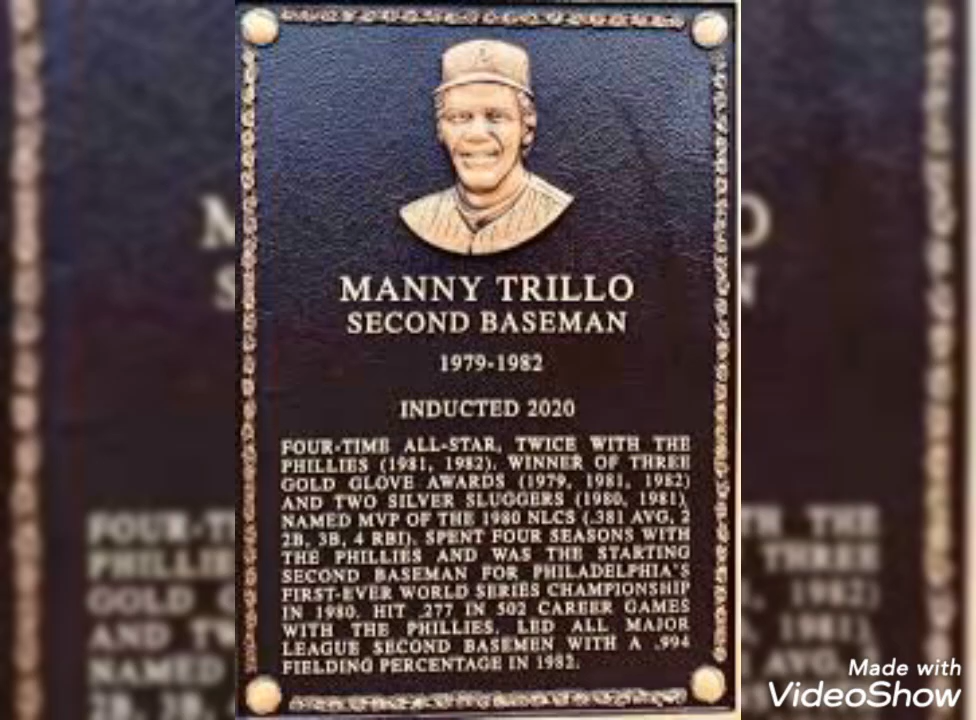 MANNY TRILLO
SECOND BASEMAN
1979-1982
INDUCTED 2020
FOUR-TIME ALL-STAR, TWICE WITH THE
PHILLIES (1981, 1982). WINNER OF THREE
GOLD GLOVE AWARDS (1979, 1981, 1982)
AND TWO SILVER SLUGGERS (1980, 1981).
NAMED MVP OF THE 1980 NLCS (.381 AVG, 2
2B, 3B, 4 RBI). SPENT FOUR SEASONS WITH
THE PHILLIES AND WAS THE STARTING
SECOND BASEMAN FOR PHILADELPHIA'S
FIRST-EVER WORLD SERIES CHAMPIONSHIP
IN 1980. HIT .277 IN 502 CAREER GAMES
WITH THE PHILLIES. LED ALL MAJOR
LEAGUE SECOND BASEMEN WITH A .994
FIELDING PERCENTAGE IN 1982.
Made with
VideoShow